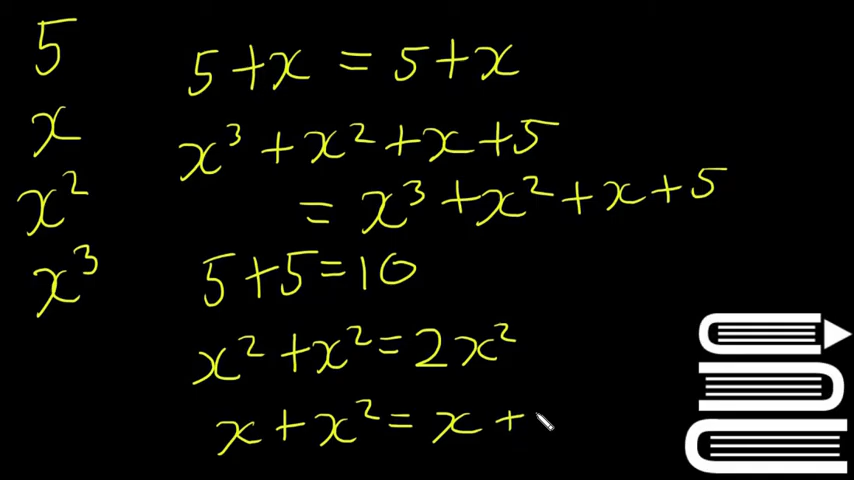 5
x
x²
x³
5+x = 5+x
x³ + x² + x + 5
= x³ + x² + x + 5
5+5=10
x² + x² = 2x²
x + x² = x +